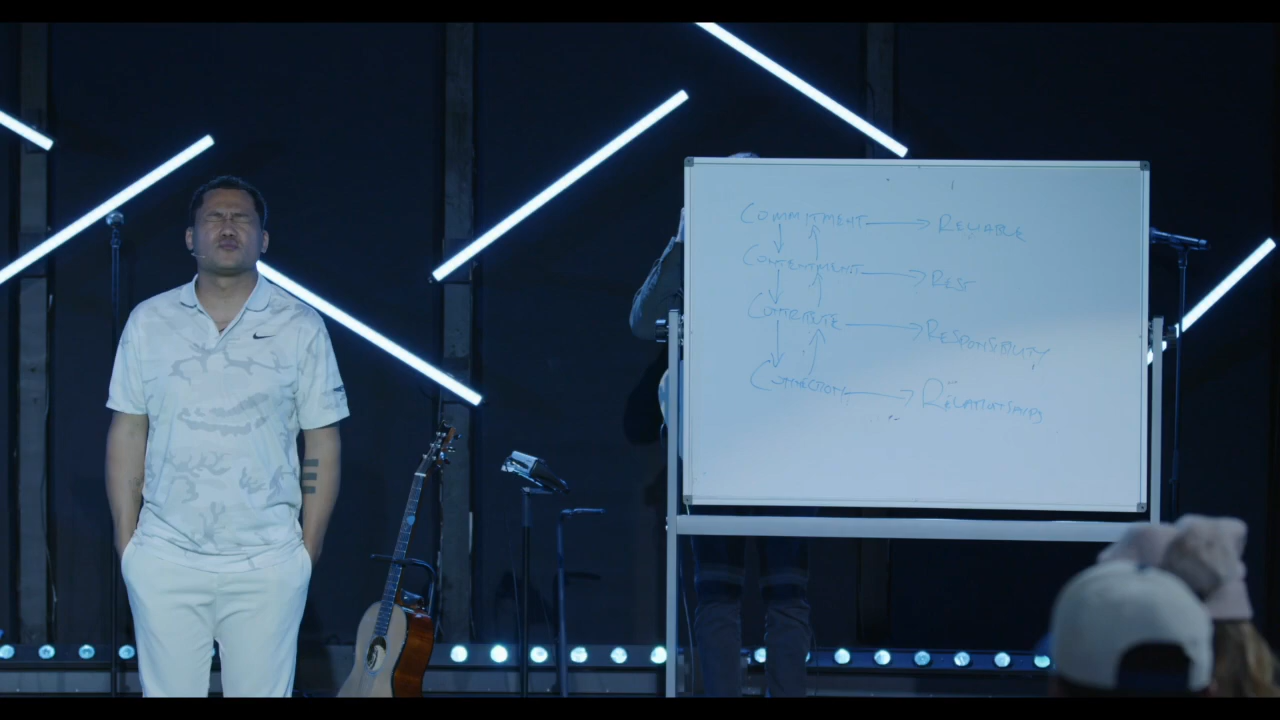 COMMITMENT → RELIABLE
CONTENTMENT → REST
CONTRIBUTE → RESPONSIBILITY
CONNECTION → RELATIONSHIPS